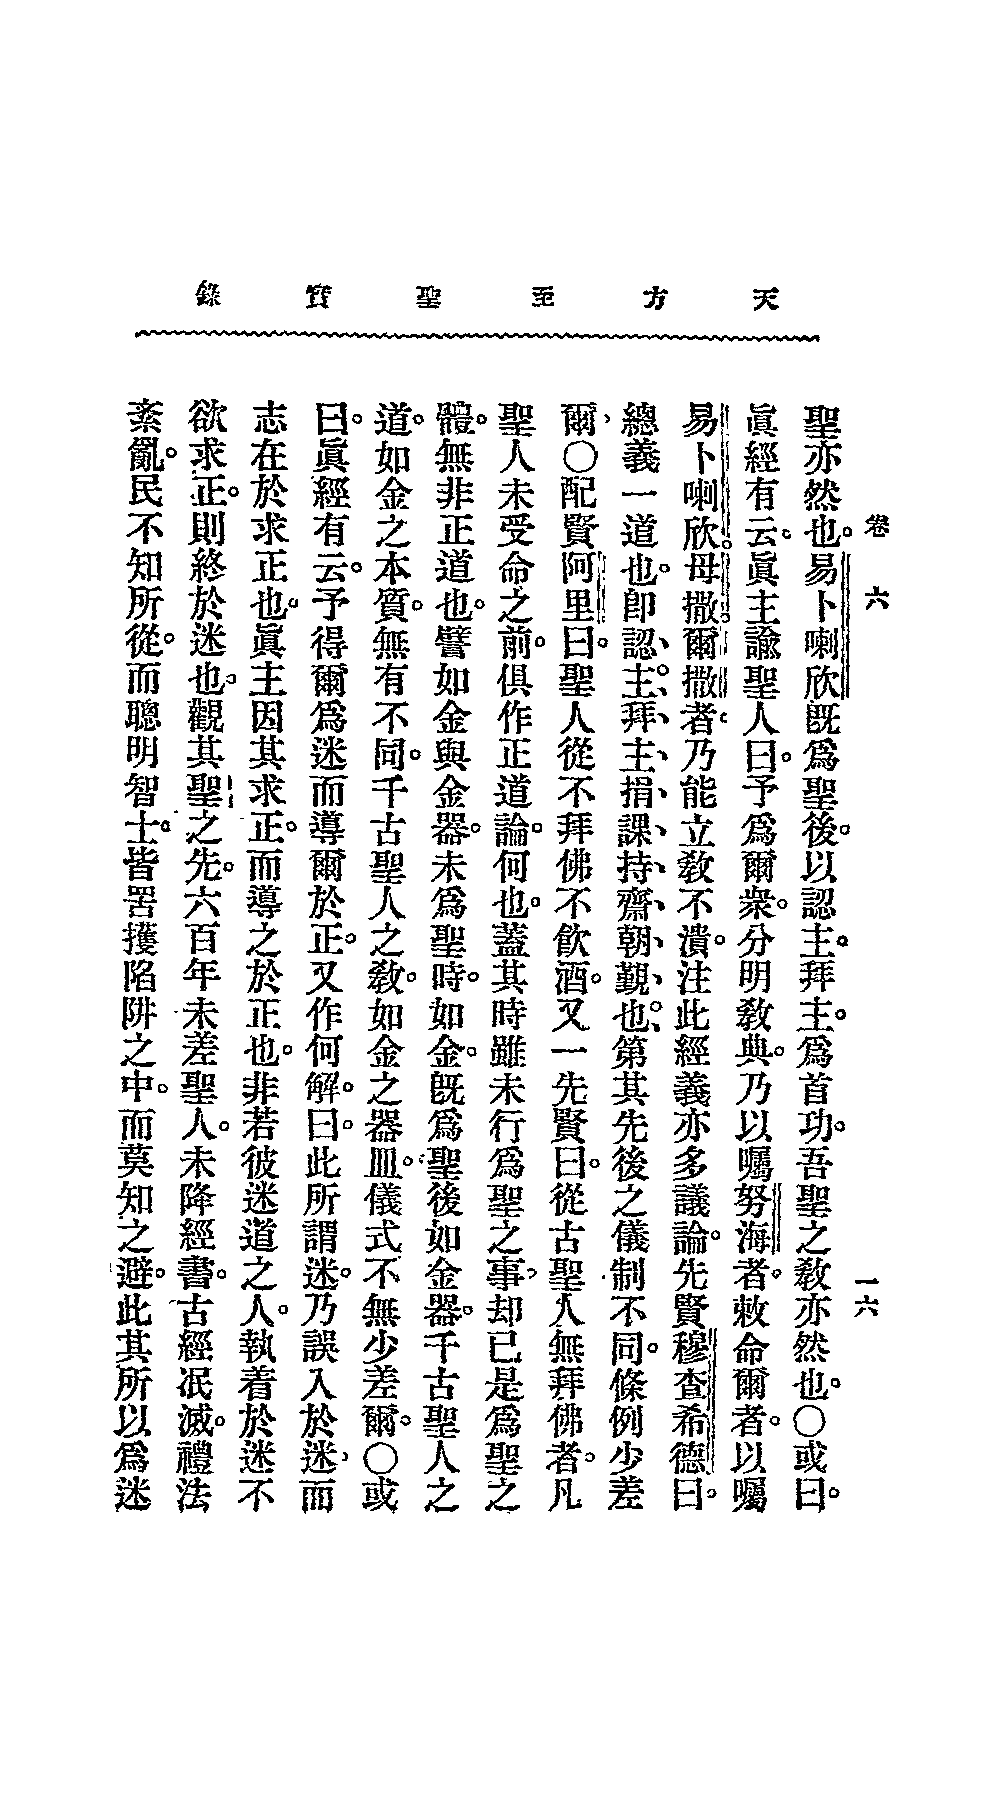 天方至聖實錄
卷六 一六
聖亦然也。易卜喇欣既爲聖後。以認主。拜主。爲首功。吾聖之敎亦然也。〇或曰。
眞經有云。眞主諭聖人曰。予爲爾衆。分明敎典。乃以囑努海者。敕命爾者。以囑
易卜喇欣。母撒爾撒者。乃能立敎不潰。注此經義亦多議論。先賢穆查希德曰。
總義一道也。卽認、主、拜、主、捐、課、持、齋、朝、覲、也。第其先後之儀制不同。條例少差
爾、〇配賢阿里曰。聖人從不拜佛不飮酒。又一先賢曰。從古聖人無拜佛者。凡
聖人未受命之前。俱作正道論。何也。蓋其時雖未行爲聖之事、却已是爲聖之
體。無非正道也。譬如金與金器。未爲聖時。如金。既爲聖後如金器。千古聖人之
道。如金之本質。無有不同。千古聖人之敎。如金之器皿。儀式不無少差爾。〇或
曰。眞經有云。予得爾爲迷而導爾於正。又作何解。曰。此所謂迷。乃誤入於迷、而
志在於求正也。眞主因其求正。而導之於正也。非若彼迷道之人。執着於迷不
欲求正。則終於迷也。觀其聖之先。六百年未差聖人。未降經書。古經泯滅。禮法
紊亂。民不知所從。而聰明智士。皆罟擭陷阱之中。而莫知之避。此其所以爲迷